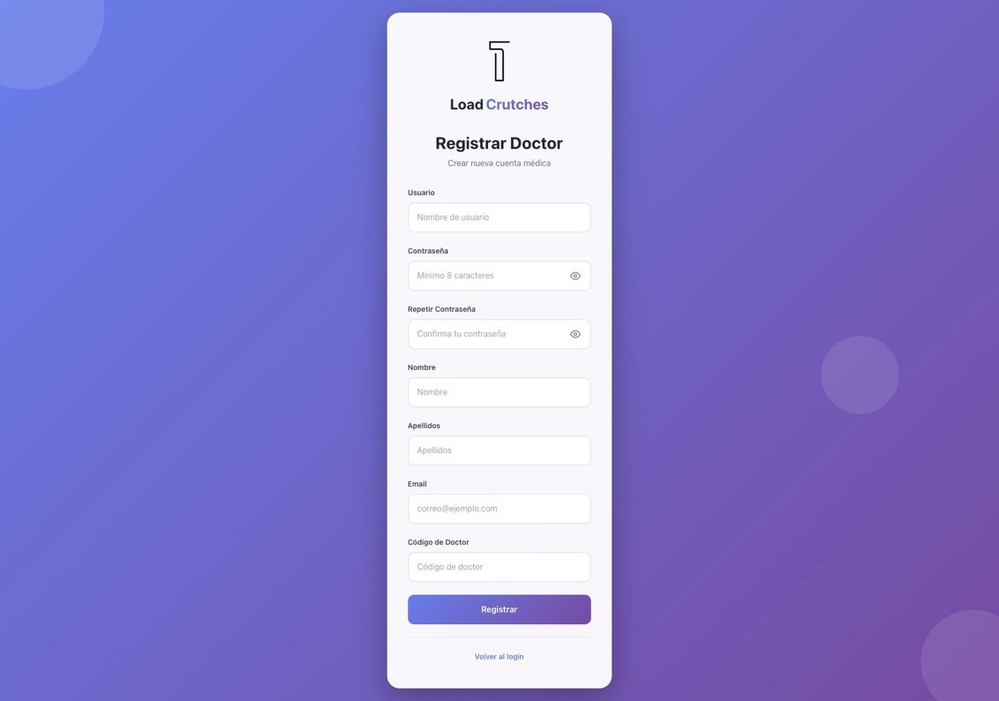 Load Crutches
Registrar Doctor
Crear nueva cuenta médica
Usuario
Nombre de usuario
Contraseña
Mínimo 8 caracteres
Repetir Contraseña
Confirma tu contraseña
Nombre
Nombre
Apellidos
Apellidos
Email
correo@ejemplo.com
Código de Doctor
Código de doctor
Registrar
Volver al login